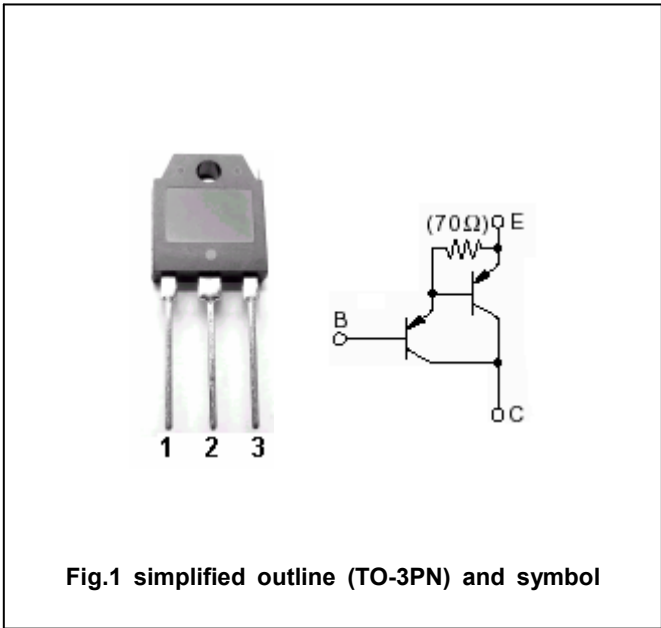 (70Ω)
E
B
C
1 2 3
Fig.1 simplified outline (TO-3PN) and symbol